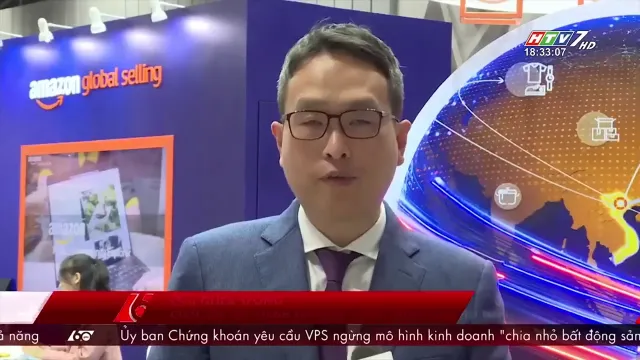 HTV7 HD
18:33:07
amazon global selling
amazon
ả năng 60 Ủy ban Chứng khoán yêu cầu VPS ngừng mô hình kinh doanh "chia nhỏ bất động sản